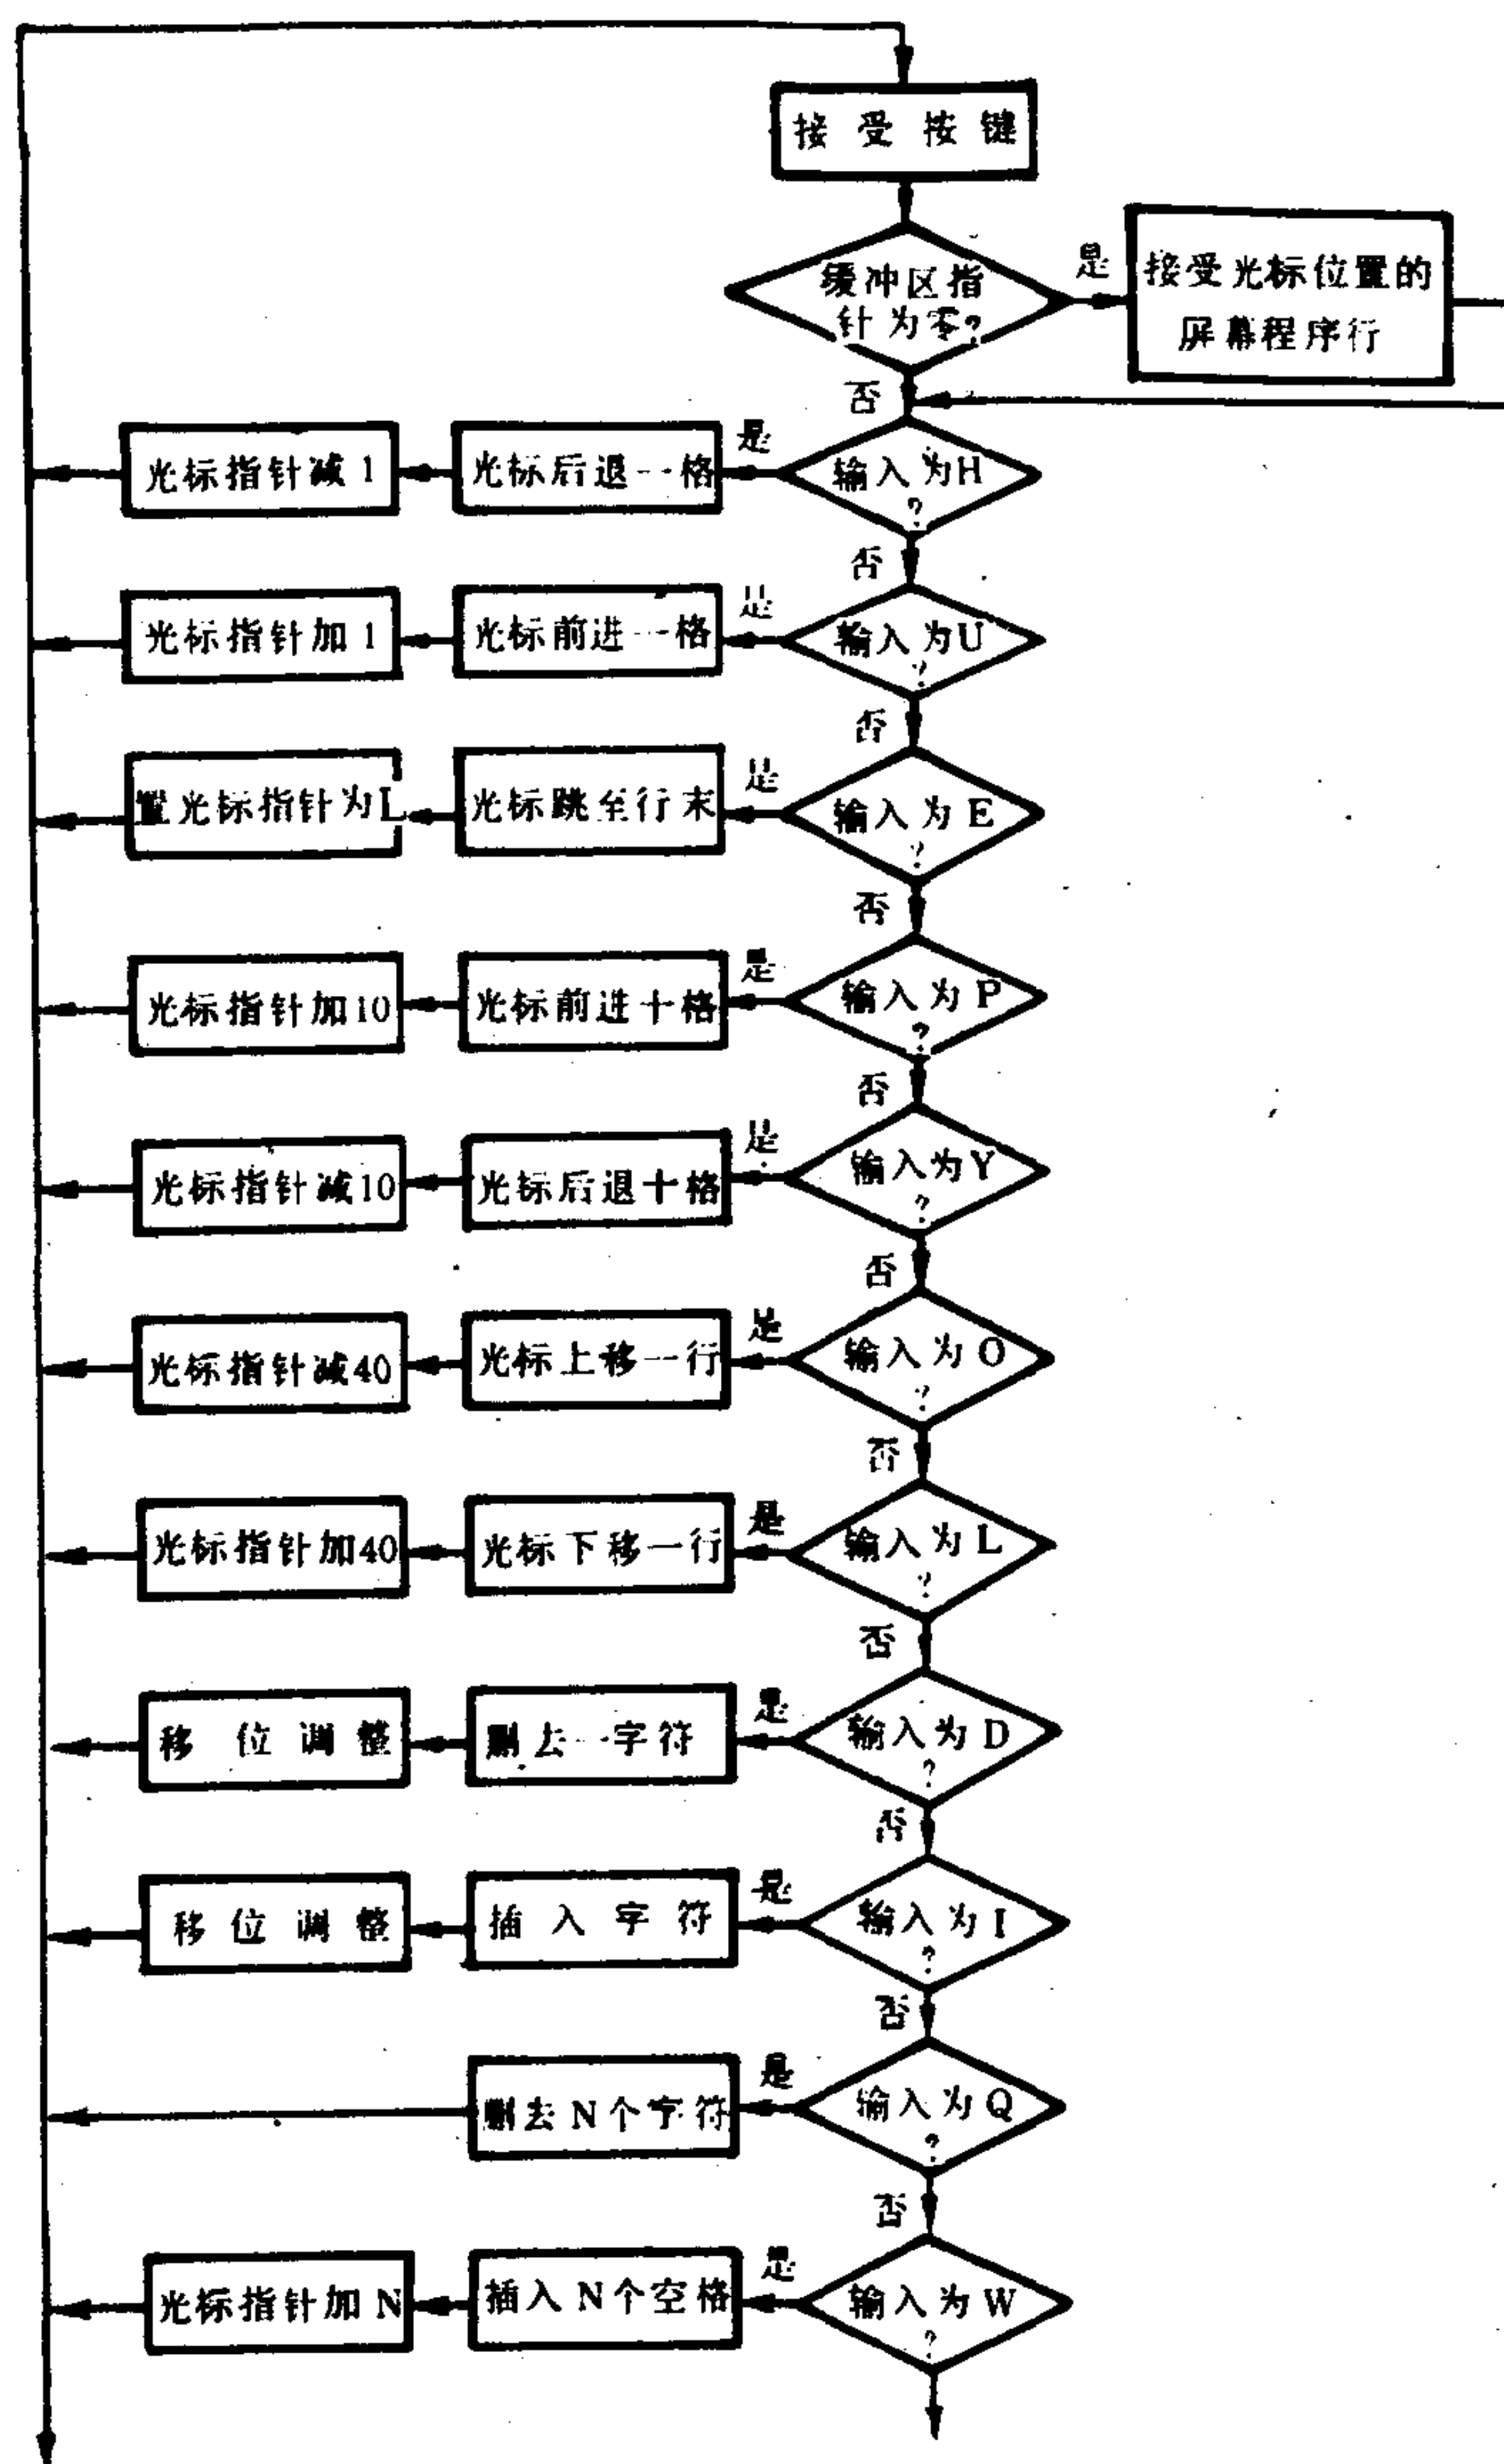 接受按键
缓冲区指
针为零?
是
接受光标位置的
屏幕程序行
否
输入为H
?
是
光标后退一格
光标指针减1
否
输入为U
?
是
光标前进一格
光标指针加1
否
输入为E
?
是
光标跳至行末
置光标指针为L
否
输入为P
?
是
光标前进十格
光标指针加10
否
输入为Y
?
是
光标后退十格
光标指针减10
否
输入为O
?
是
光标上移一行
光标指针减40
否
输入为L
?
是
光标下移一行
光标指针加40
否
输入为D
?
是
删去一字符
移位调整
否
输入为I
?
是
插入字符
移位调整
否
输入为Q
?
是
删去N个字符
否
输入为W
?
是
插入N个空格
光标指针加N